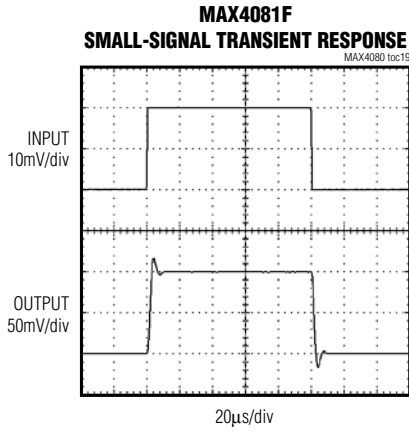 MAX4081F
SMALL-SIGNAL TRANSIENT RESPONSE
MAX4080 toc19
INPUT
10mV/div
OUTPUT
50mV/div
20µs/div